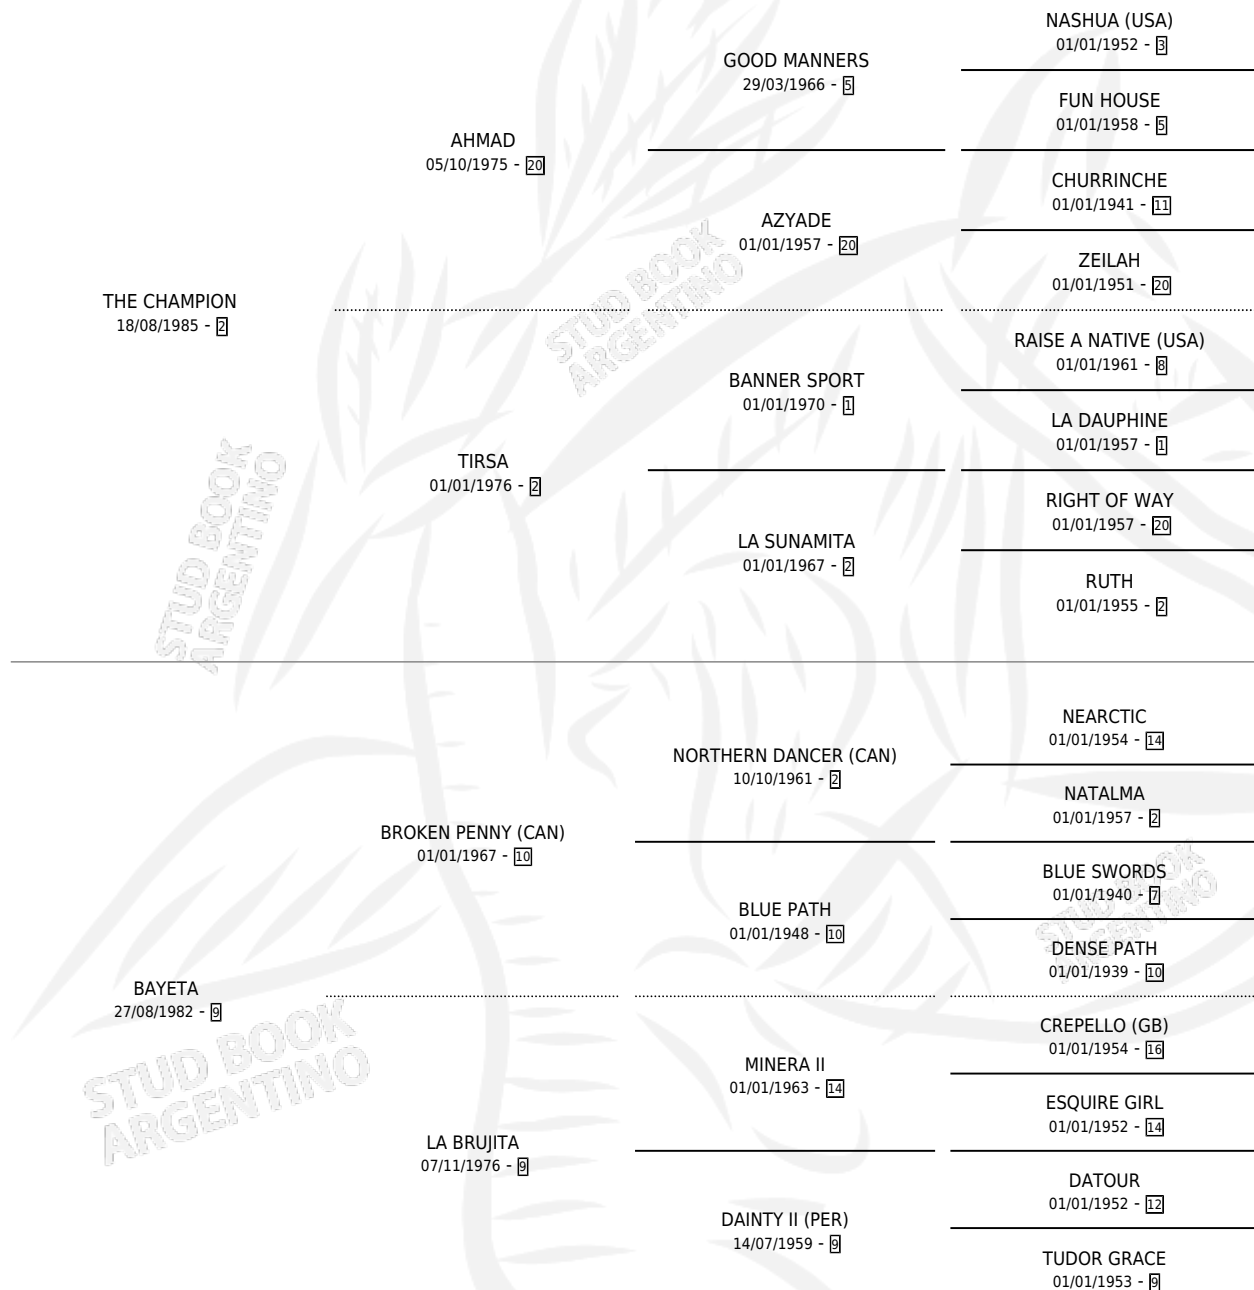 NASHUA (USA)
01/01/1952 - 3
GOOD MANNERS
29/03/1966 - 5
FUN HOUSE
01/01/1958 - 5
AHMAD
05/10/1975 - 20
CHURRINCHE
01/01/1941 - 11
AZYADE
01/01/1957 - 20
ZEILAH
01/01/1951 - 20
THE CHAMPION
18/08/1985 - 2
RAISE A NATIVE (USA)
01/01/1961 - 8
BANNER SPORT
01/01/1970 - 1
LA DAUPHINE
01/01/1957 - 1
TIRSA
01/01/1976 - 2
RIGHT OF WAY
01/01/1957 - 20
LA SUNAMITA
01/01/1967 - 2
RUTH
01/01/1955 - 2
NEARCTIC
01/01/1954 - 14
NORTHERN DANCER (CAN)
10/10/1961 - 2
NATALMA
01/01/1957 - 2
BROKEN PENNY (CAN)
01/01/1967 - 10
BLUE SWORDS
01/01/1940 - 7
BLUE PATH
01/01/1948 - 10
DENSE PATH
01/01/1939 - 10
BAYETA
27/08/1982 - 9
CREPELLO (GB)
01/01/1954 - 16
MINERA II
01/01/1963 - 14
ESQUIRE GIRL
01/01/1952 - 14
LA BRUJITA
07/11/1976 - 9
DATOUR
01/01/1952 - 12
DAINTY II (PER)
14/07/1959 - 9
TUDOR GRACE
01/01/1953 - 9
STUD BOOK
ARGENTINO
STUD BOOK
ARGENTINO
STUD BOOK
ARGENTINO
STUD BOOK
ARGENTINO